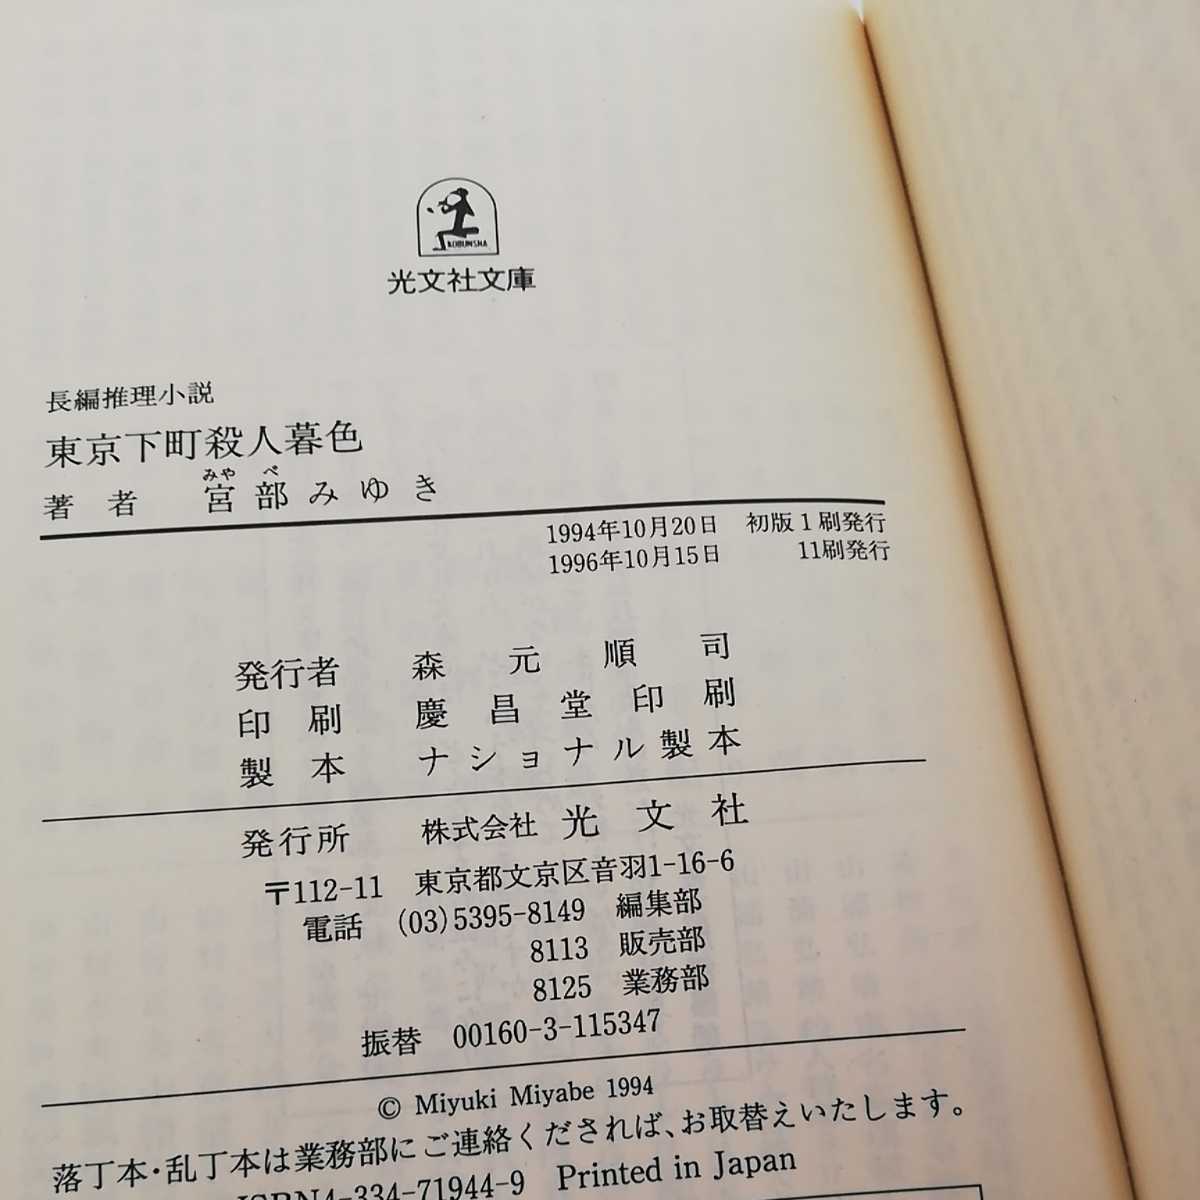 KOBUNSHA
光文社文庫
長編推理小説
東京下町殺人暮色
みやべ
著者 宮部みゆき
1994年10月20日 初版1刷発行
1996年10月15日 11刷発行
発行者 森元順司
印刷 慶昌堂印刷
製本 ナショナル製本
発行所 株式会社 光文社
〒112-11 東京都文京区音羽1-16-6
電話 (03)5395-8149 編集部
8113 販売部
8125 業務部
振替 00160-3-115347
© Miyuki Miyabe 1994
落丁本・乱丁本は業務部にご連絡くだされば、お取替えいたします。
ISBN4-334-71944-9 Printed in Japan